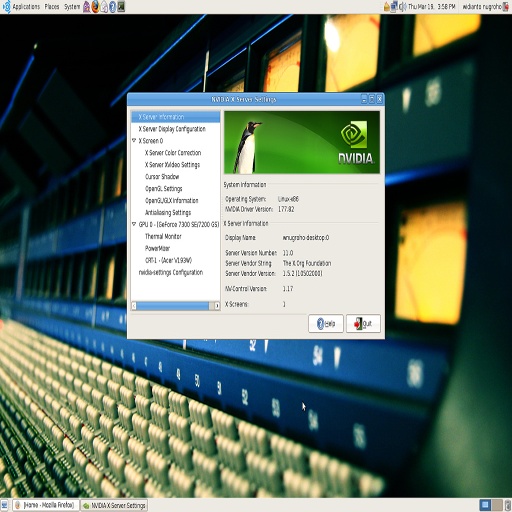 Applications Places System
Thu Mar 19, 3:58 PM
widianto nugroho
NVIDIA X Server Settings
X Server Information
X Server Display Configuration
X Screen 0
X Server Color Correction
X Server XVideo Settings
Cursor Shadow
OpenGL Settings
OpenGL/GLX Information
Antialiasing Settings
GPU 0 - (GeForce 7300 SE/7200 GS)
Thermal Monitor
PowerMizer
CRT-1 - (Acer V193W)
nvidia-settings Configuration
NVIDIA
System Information
Operating System: Linux-x86
NVIDIA Driver Version: 177.82
X Server Information
Display Name: wnugroho-desktop:0
Server Version Number: 11.0
Server Vendor String: The X.Org Foundation
Server Vendor Version: 1.5.2 (10502000)
NV-Control Version: 1.17
X Screens: 1
Help Quit
[Home - Mozilla Firefox] NVIDIA X Server Settings